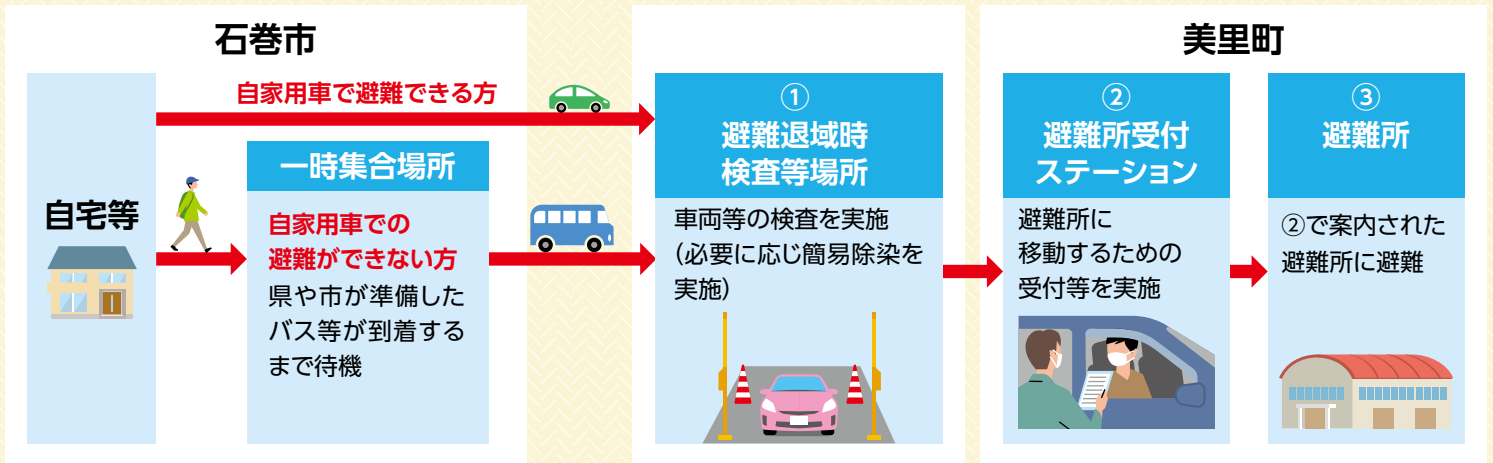 石巻市
自宅等
自家用車で避難できる方
一時集合場所
自家用車での
避難ができない方
県や市が準備した
バス等が到着する
まで待機
①
避難退域時
検査等場所
車両等の検査を実施
(必要に応じ簡易除染を
実施)
美里町
②
避難所受付
ステーション
避難所に
移動するための
受付等を実施
③
避難所
②で案内された
避難所に避難